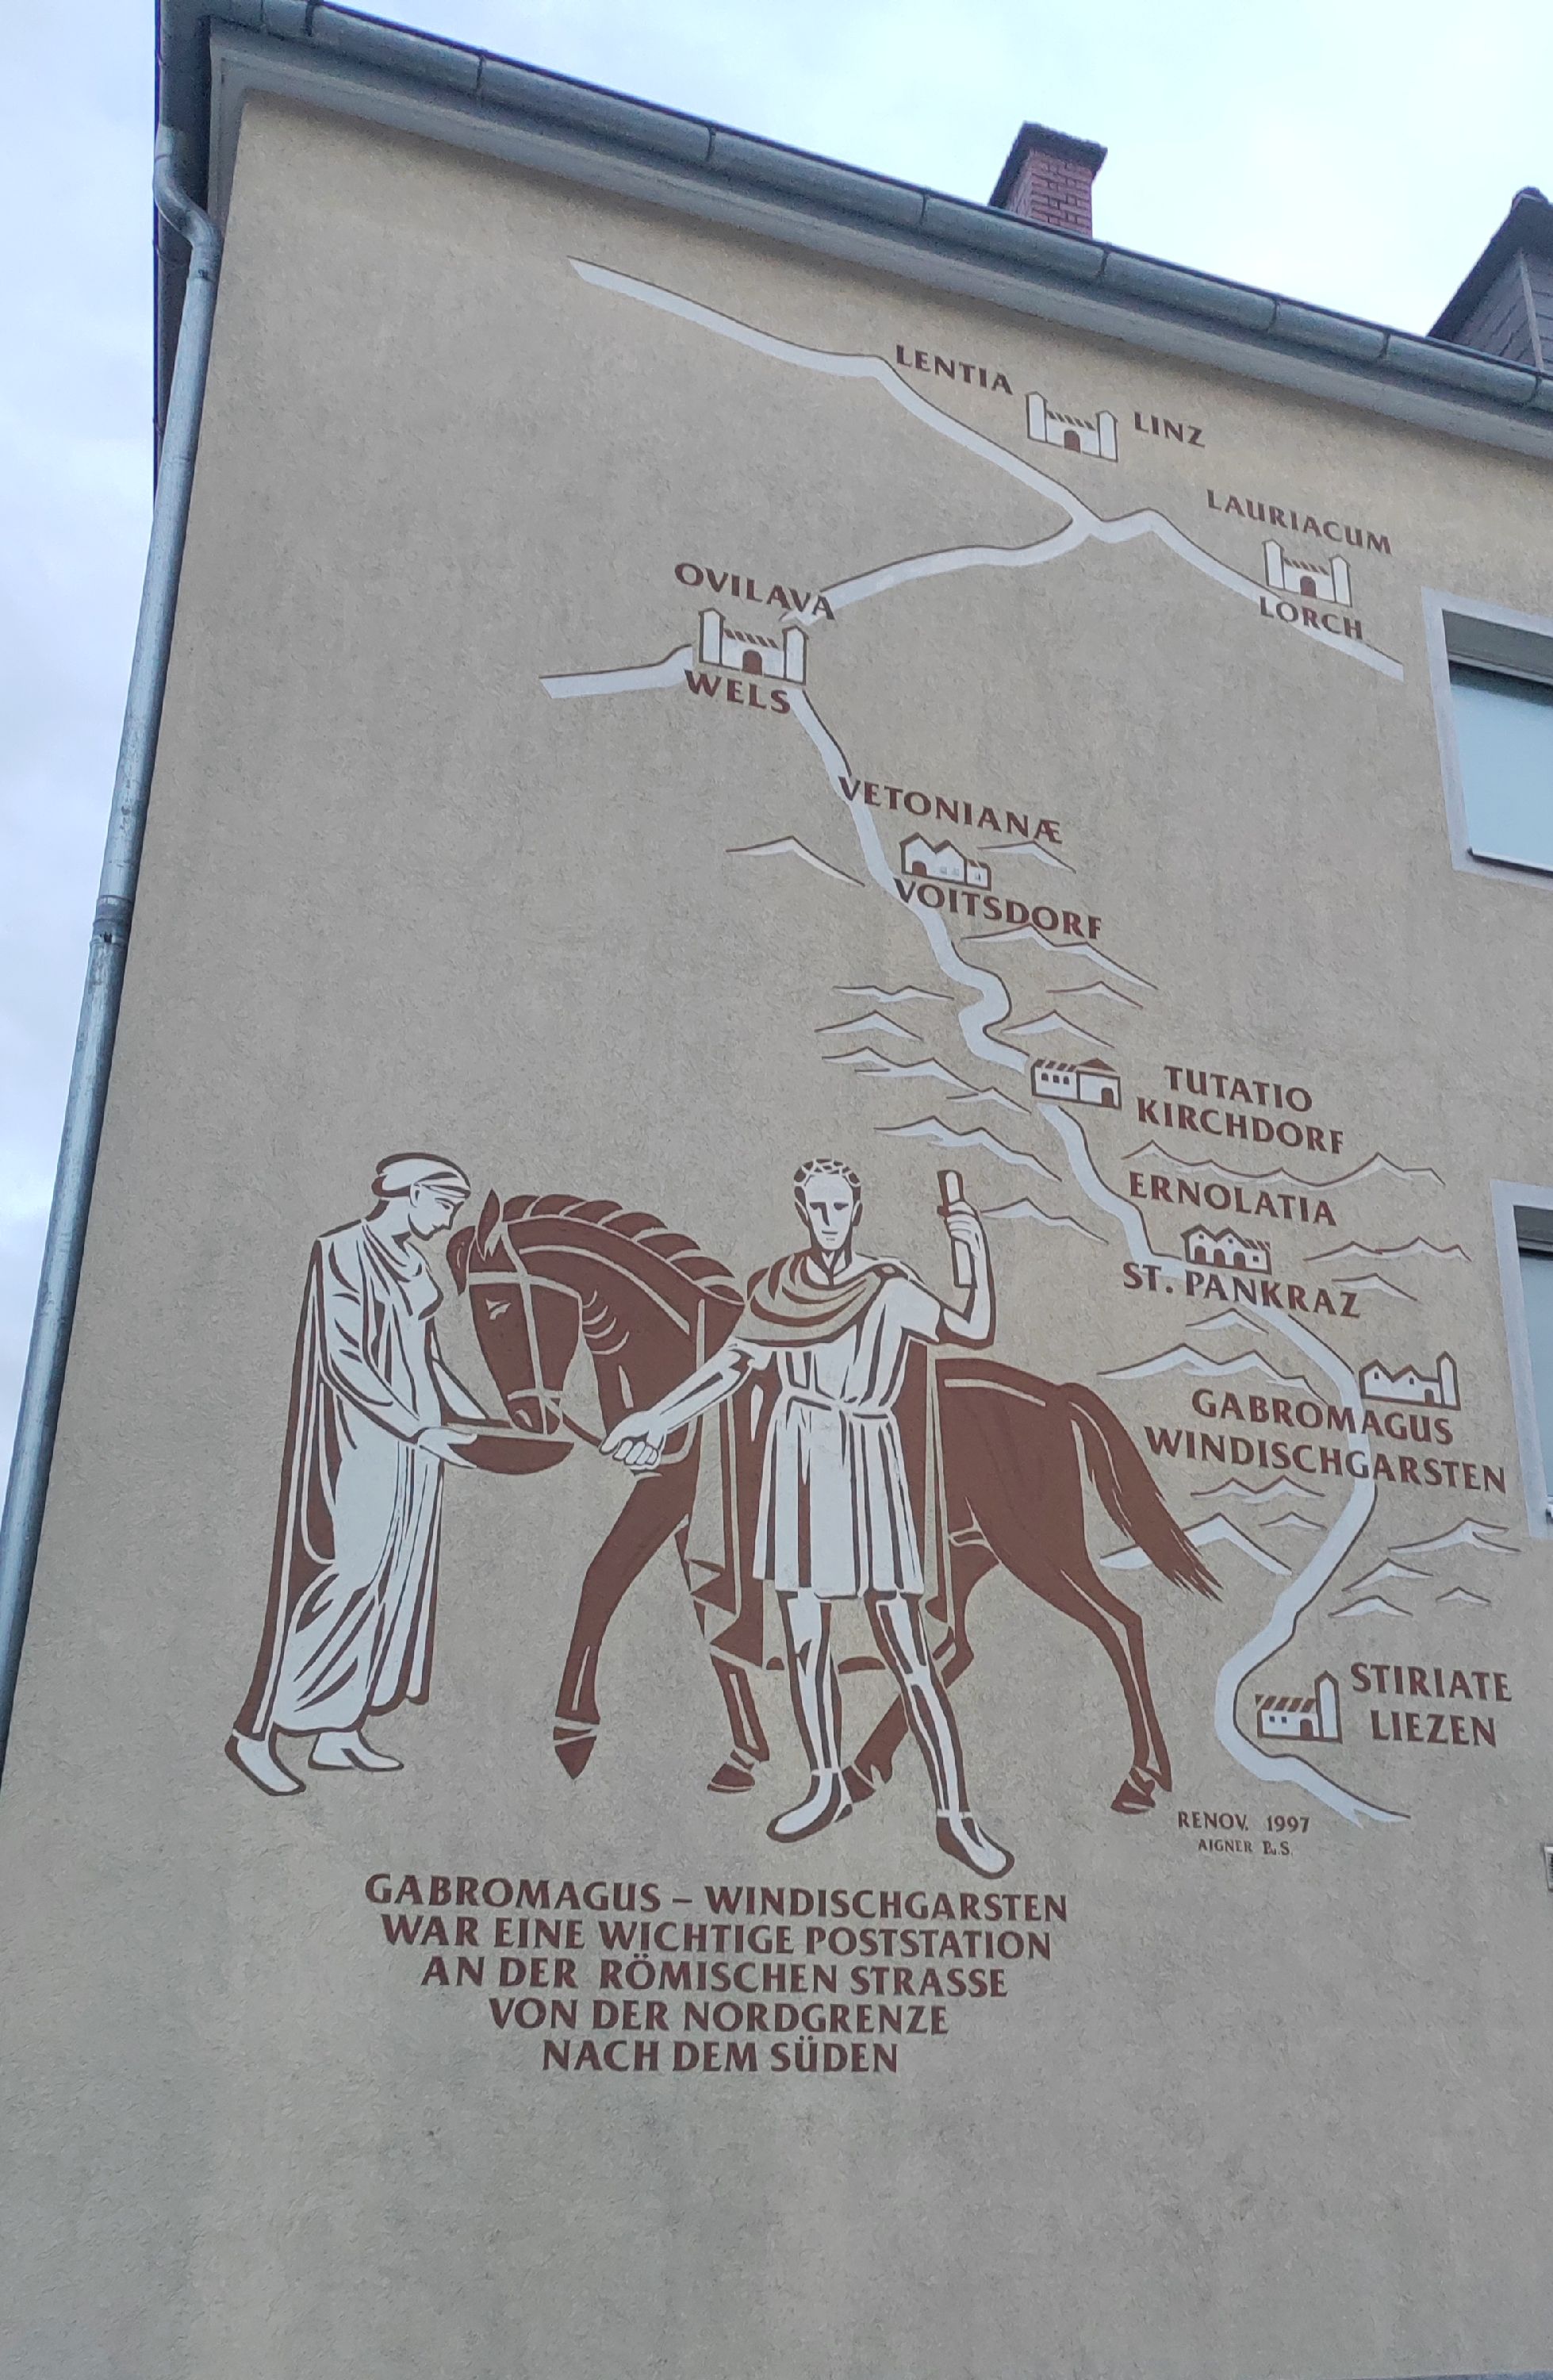 LENTIA
LINZ
LAURIACUM
LORCH
OVILAVA
WELS
VETONIANÆ
VOITSDORF
TUTATIO
KIRCHDORF
ERNOLATIA
ST. PANKRAZ
GABROMAGUS
WINDISCHGARSTEN
STIRIATE
LIEZEN
RENOV. 1997
AIGNER
GABROMAGUS – WINDISCHGARSTEN
WAR EINE WICHTIGE POSTSTATION
AN DER RÖMISCHEN STRASSE
VON DER NORDGRENZE
NACH DEM SÜDEN